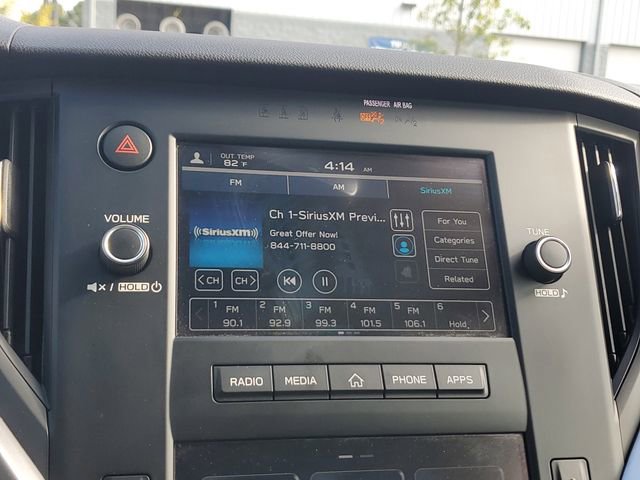 PASSENGER AIR BAG
OUT. TEMP
82 °F
4:14 AM
FM
AM
SiriusXM
VOLUME
TUNE
((SiriusXM))
Ch 1-SiriusXM Previ...
Great Offer Now!
844-711-8800
For You
Categories
Direct Tune
Related
< CH
CH >
1 FM 90.1
2 FM 92.9
3 FM 99.3
4 FM 101.5
5 FM 106.1
6 Hold.
/ HOLD
HOLD
RADIO
MEDIA
PHONE
APPS